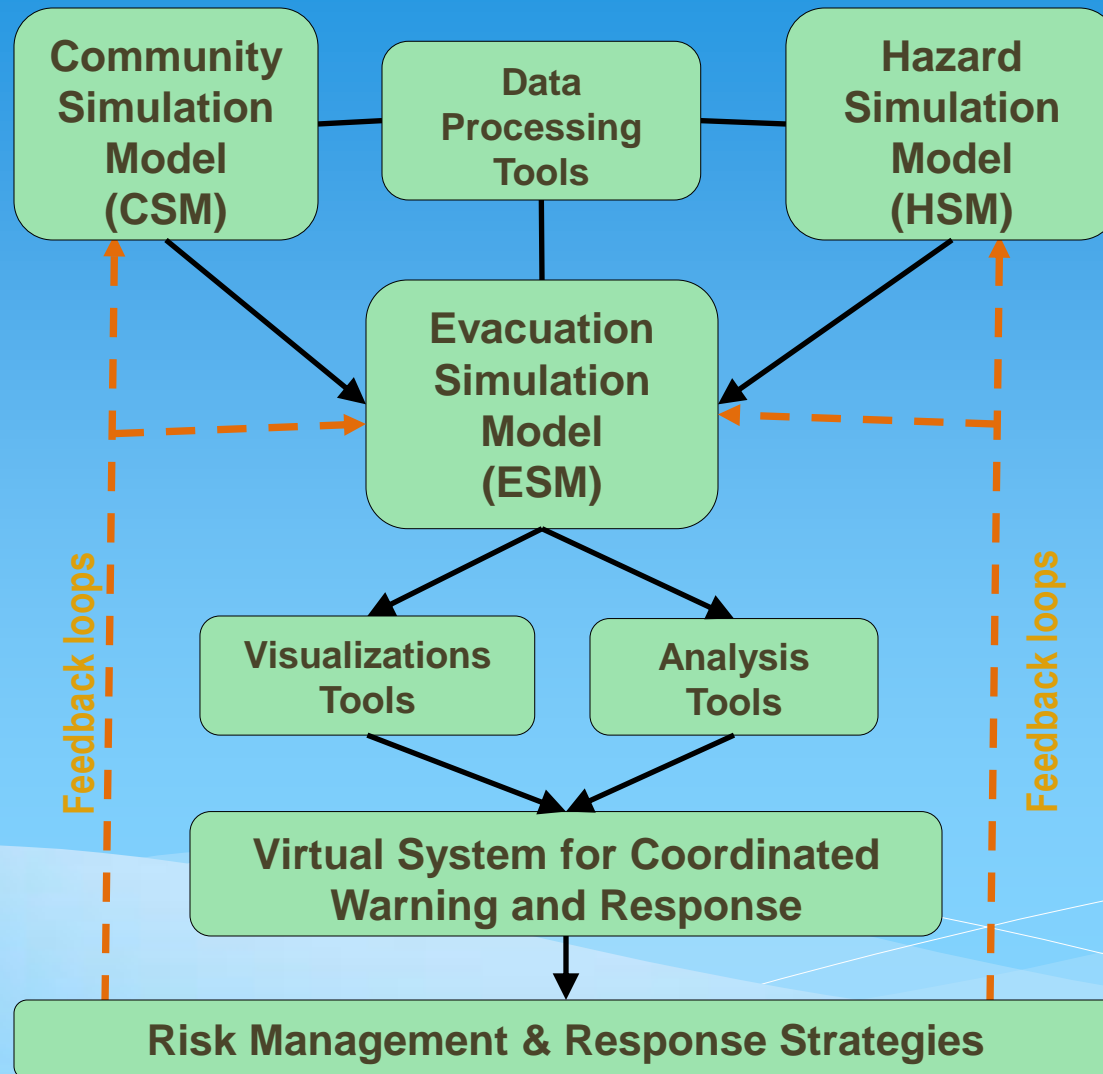 Community
Simulation
Model
(CSM)
Data
Processing
Tools
Hazard
Simulation
Model
(HSM)
Evacuation
Simulation
Model
(ESM)
Feedback loops
Feedback loops
Visualizations
Tools
Analysis
Tools
Virtual System for Coordinated
Warning and Response
Risk Management & Response Strategies